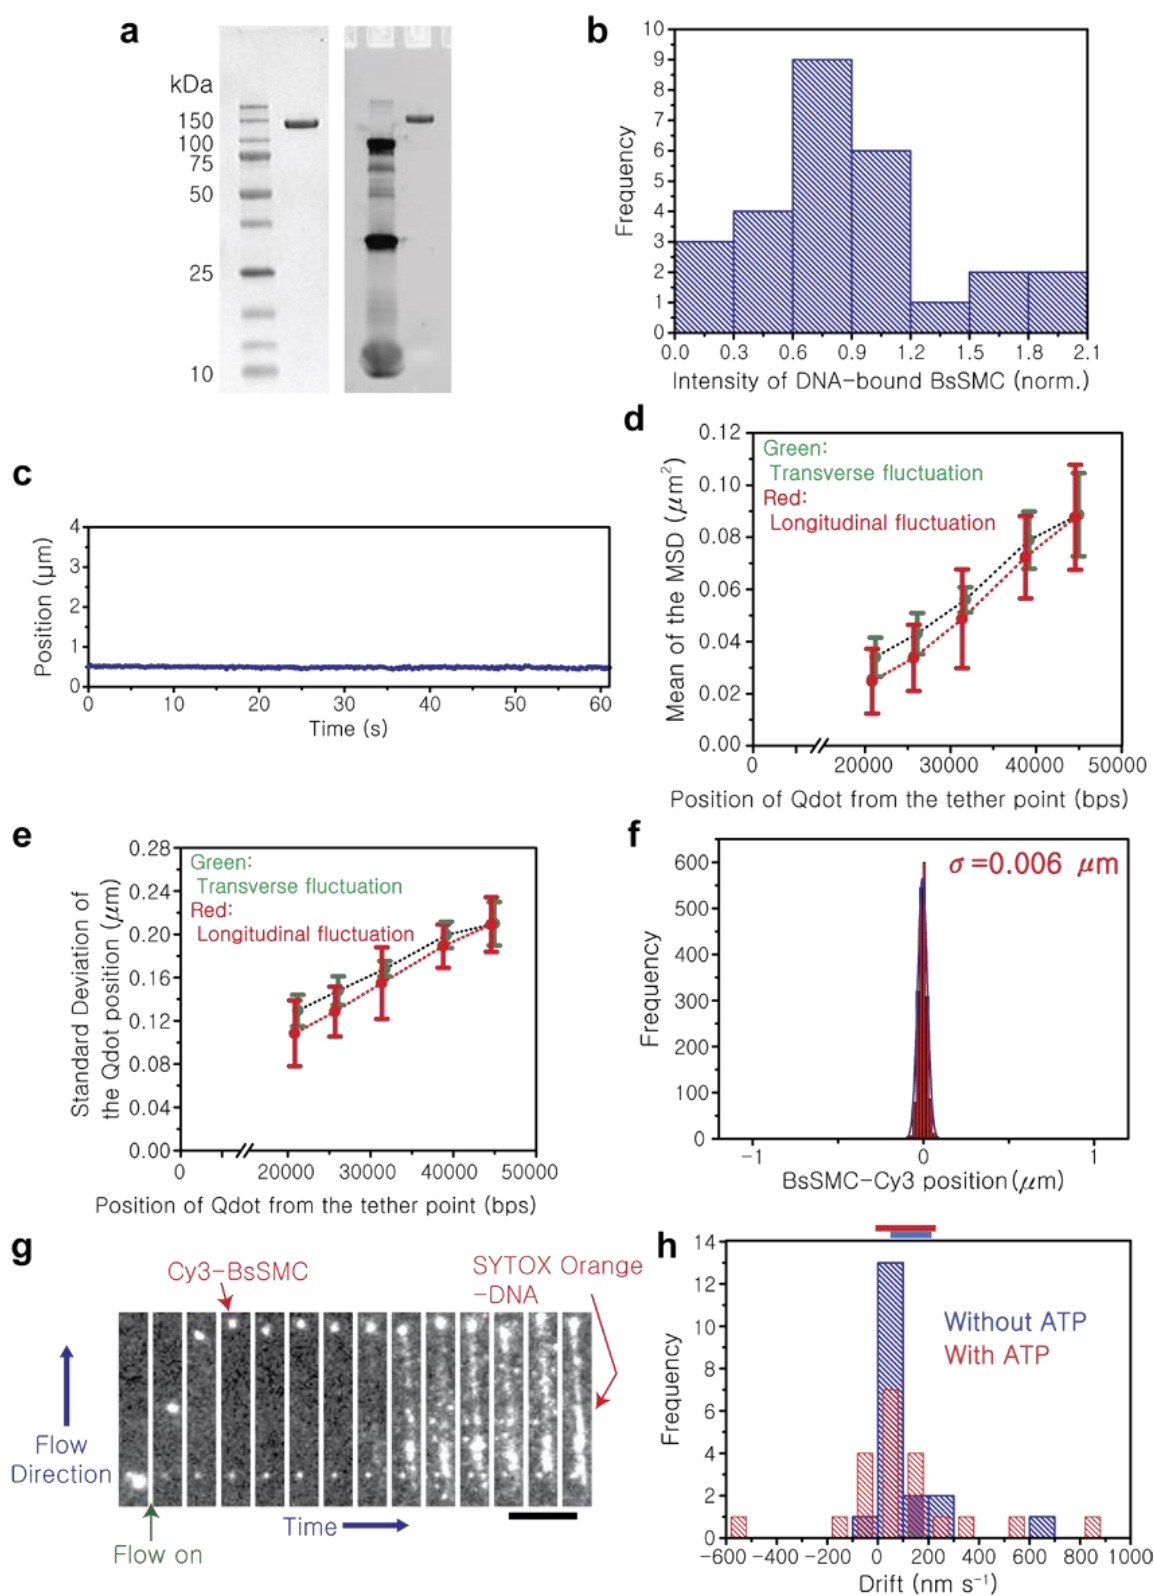 a
kDa
150
100
75
50
25
10
b
Frequency
10
9
8
7
6
5
4
3
2
1
0
0.0 0.3 0.6 0.9 1.2 1.5 1.8 2.1
Intensity of DNA-bound BsSMC (norm.)
c
Position (μm)
4
3
2
1
0
0 10 20 30 40 50 60
Time (s)
d
Mean of the MSD (μm²)
0.12
0.10
0.08
0.06
0.04
0.02
0.00
Green:
Transverse fluctuation
Red:
Longitudinal fluctuation
0 20000 30000 40000 50000
Position of Qdot from the tether point (bps)
e
Standard Deviation of
the Qdot position (μm)
0.28
0.24
0.20
0.16
0.12
0.08
0.04
0.00
Green:
Transverse fluctuation
Red:
Longitudinal fluctuation
0 20000 30000 40000 50000
Position of Qdot from the tether point (bps)
f
Frequency
600
500
400
300
200
100
0
σ=0.006 μm
-1 0 1
BsSMC-Cy3 position(μm)
g
Cy3-BsSMC
SYTOX Orange
-DNA
Flow
Direction
Time
Flow on
h
Frequency
14
12
10
8
6
4
2
0
Without ATP
With ATP
-600 -400 -200 0 200 400 600 800 1000
Drift (nm s⁻¹)